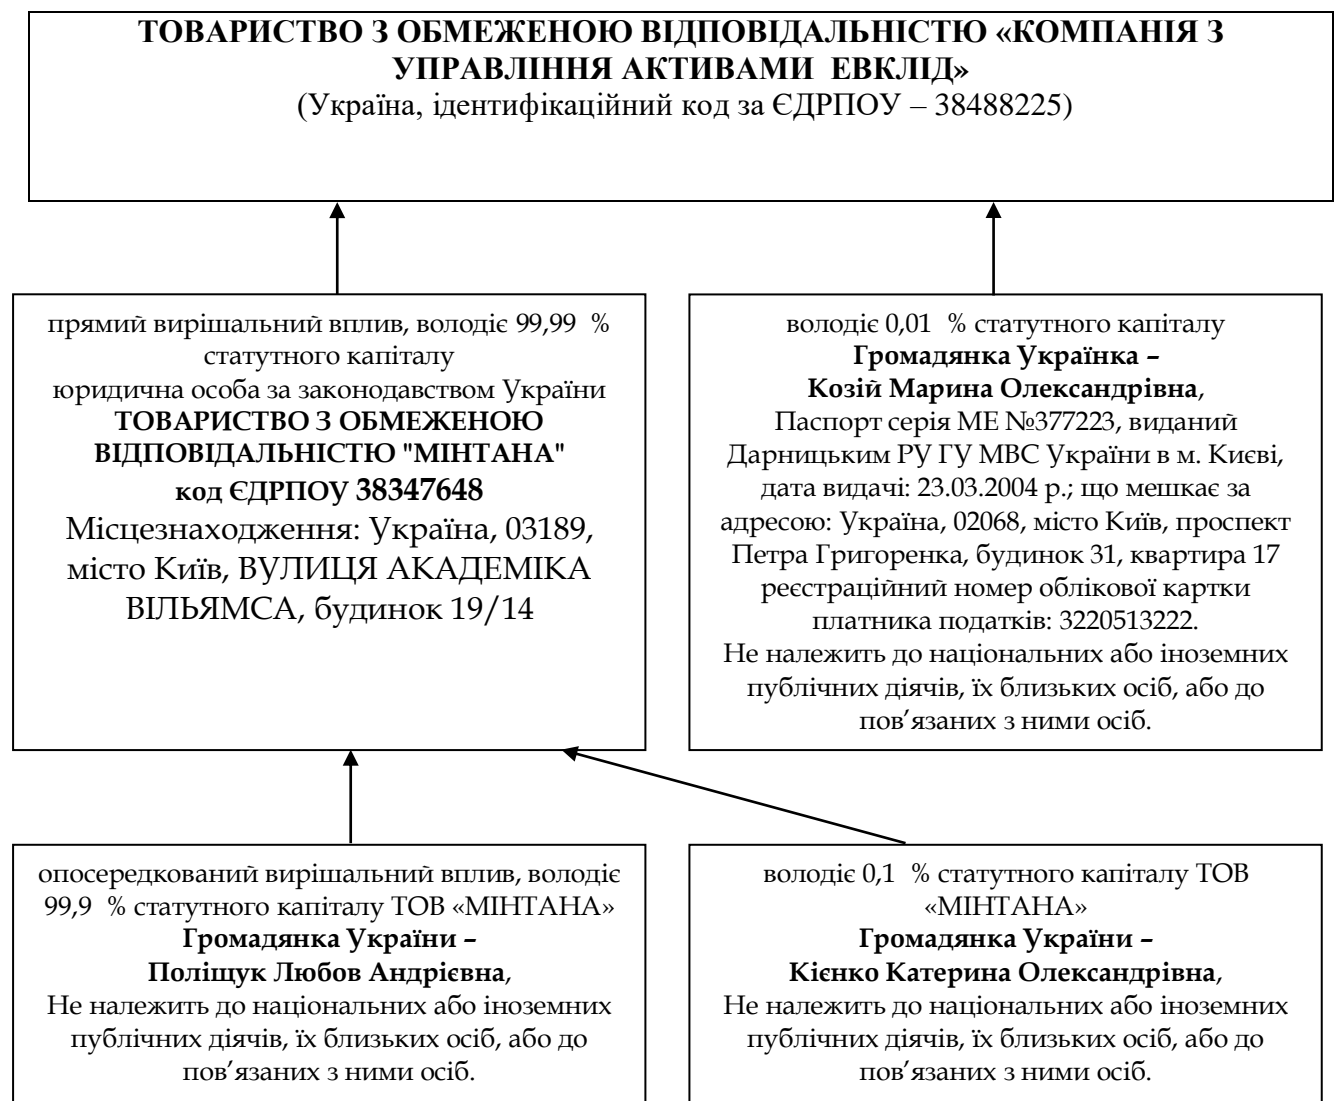 ТОВАРИСТВО З ОБМЕЖЕНОЮ ВІДПОВІДАЛЬНІСТЮ «КОМПАНІЯ З
УПРАВЛІННЯ АКТИВАМИ ЕВКЛІД»
(Україна, ідентифікаційний код за ЄДРПОУ – 38488225)
прямий вирішальний вплив, володіє 99,99 %
статутного капіталу
юридична особа за законодавством України
ТОВАРИСТВО З ОБМЕЖЕНОЮ
ВІДПОВІДАЛЬНІСТЮ "МІНТАНА"
код ЄДРПОУ 38347648
Місцезнаходження: Україна, 03189,
місто Київ, ВУЛИЦЯ АКАДЕМІКА
ВІЛЬЯМСА, будинок 19/14
володіє 0,01 % статутного капіталу
Громадянка Українка –
Козій Марина Олександрівна,
Паспорт серія МЕ №377223, виданий
Дарницьким РУ ГУ МВС України в м. Києві,
дата видачі: 23.03.2004 р.; що мешкає за
адресою: Україна, 02068, місто Київ, проспект
Петра Григоренка, будинок 31, квартира 17
реєстраційний номер облікової картки
платника податків: 3220513222.
Не належить до національних або іноземних
публічних діячів, їх близьких осіб, або до
пов’язаних з ними осіб.
опосередкований вирішальний вплив, володіє
99,9 % статутного капіталу ТОВ «МІНТАНА»
Громадянка України –
Поліщук Любов Андрієвна,
Не належить до національних або іноземних
публічних діячів, їх близьких осіб, або до
пов’язаних з ними осіб.
володіє 0,1 % статутного капіталу ТОВ
«МІНТАНА»
Громадянка України –
Кієнко Катерина Олександрівна,
Не належить до національних або іноземних
публічних діячів, їх близьких осіб, або до
пов’язаних з ними осіб.